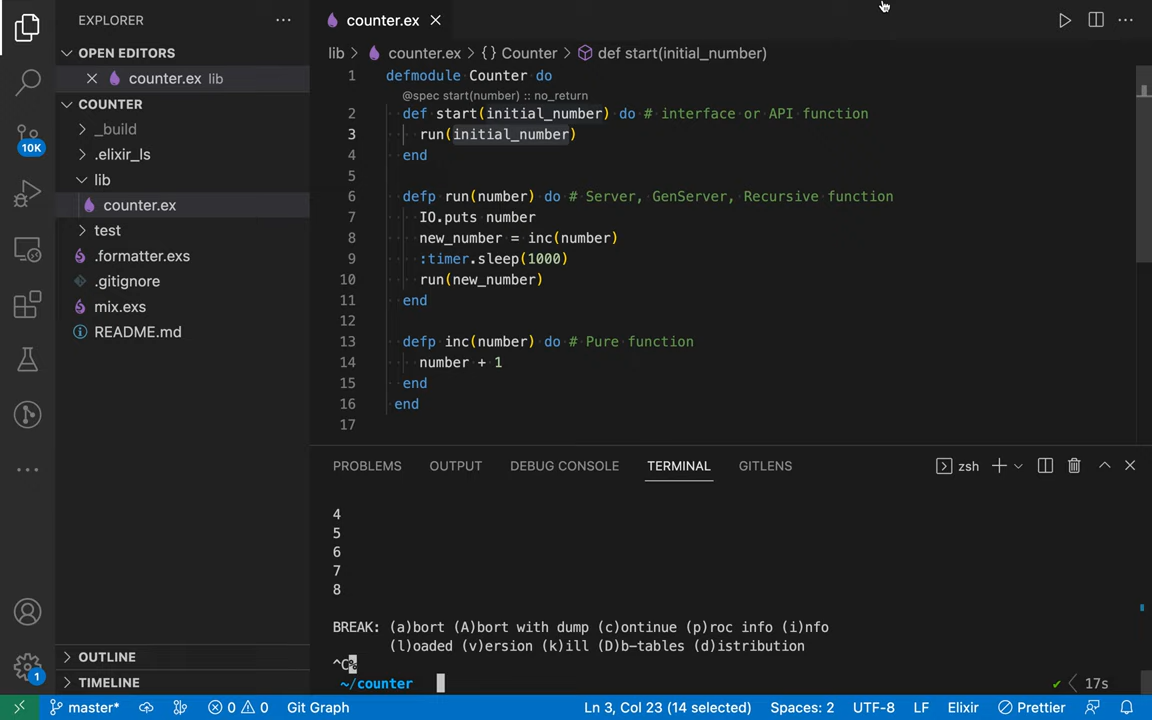 EXPLORER
counter.ex
OPEN EDITORS
counter.ex lib
COUNTER
_build
.elixir_ls
lib
counter.ex
test
.formatter.exs
.gitignore
mix.exs
README.md
OUTLINE
TIMELINE
10K
1
lib > counter.ex > {} Counter > def start(initial_number)
1 defmodule Counter do
@spec start(number) :: no_return
2 def start(initial_number) do # interface or API function
3 run(initial_number)
4 end
5
6 defp run(number) do # Server, GenServer, Recursive function
7 IO.puts number
8 new_number = inc(number)
9 :timer.sleep(1000)
10 run(new_number)
11 end
12
13 defp inc(number) do # Pure function
14 number + 1
15 end
16 end
17
PROBLEMS OUTPUT DEBUG CONSOLE TERMINAL GITLENS zsh
4
5
6
7
8
BREAK: (a)bort (A)bort with dump (c)ontinue (p)roc info (i)nfo
(l)oaded (v)ersion (k)ill (D)b-tables (d)istribution
^C%
~/counter ✓ 17s
master* 0 0 Git Graph Ln 3, Col 23 (14 selected) Spaces: 2 UTF-8 LF Elixir Prettier